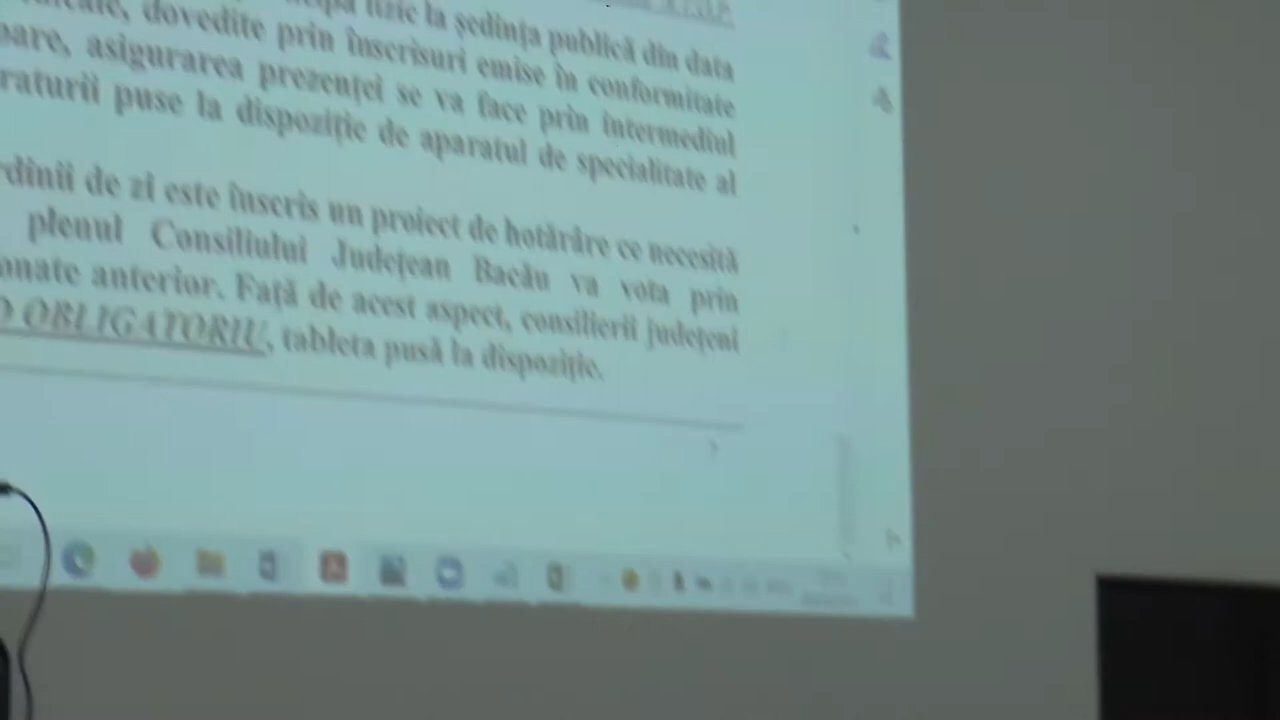 fizic la ședința publică din data
dovedite prin înscrisuri emise în conformitate
asigurarea prezenței se va face prin intermediul
puse la dispoziție de aparatul de specialitate al
de zi este înscris un proiect de hotărâre ce necesită
plenul Consiliului Județean Bacău va vota prin
anterior. Față de acest aspect, consilierii județeni
OBLIGATORIU, tableta pusă la dispoziție.